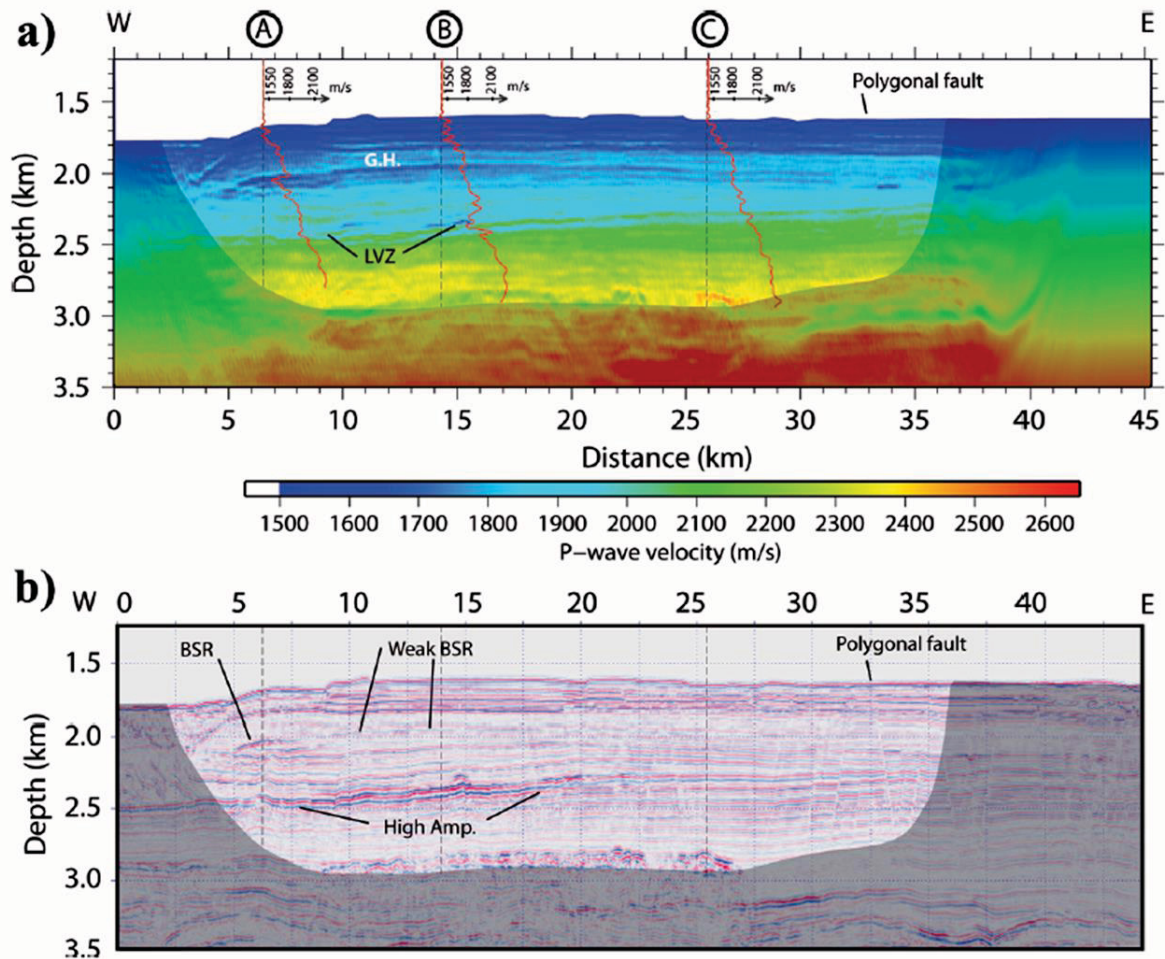 a)
W
A
B
C
E
1550
1800
2100
m/s
1550
1800
2100
m/s
1550
1800
2100
m/s
Polygonal fault
G.H.
LVZ
Depth (km)
1.5
2.0
2.5
3.0
3.5
0 5 10 15 20 25 30 35 40 45
Distance (km)
1500 1600 1700 1800 1900 2000 2100 2200 2300 2400 2500 2600
P-wave velocity (m/s)
b)
W 0 5 10 15 20 25 30 35 40 E
BSR
Weak BSR
Polygonal fault
High Amp.
Depth (km)
1.5
2.0
2.5
3.0
3.5